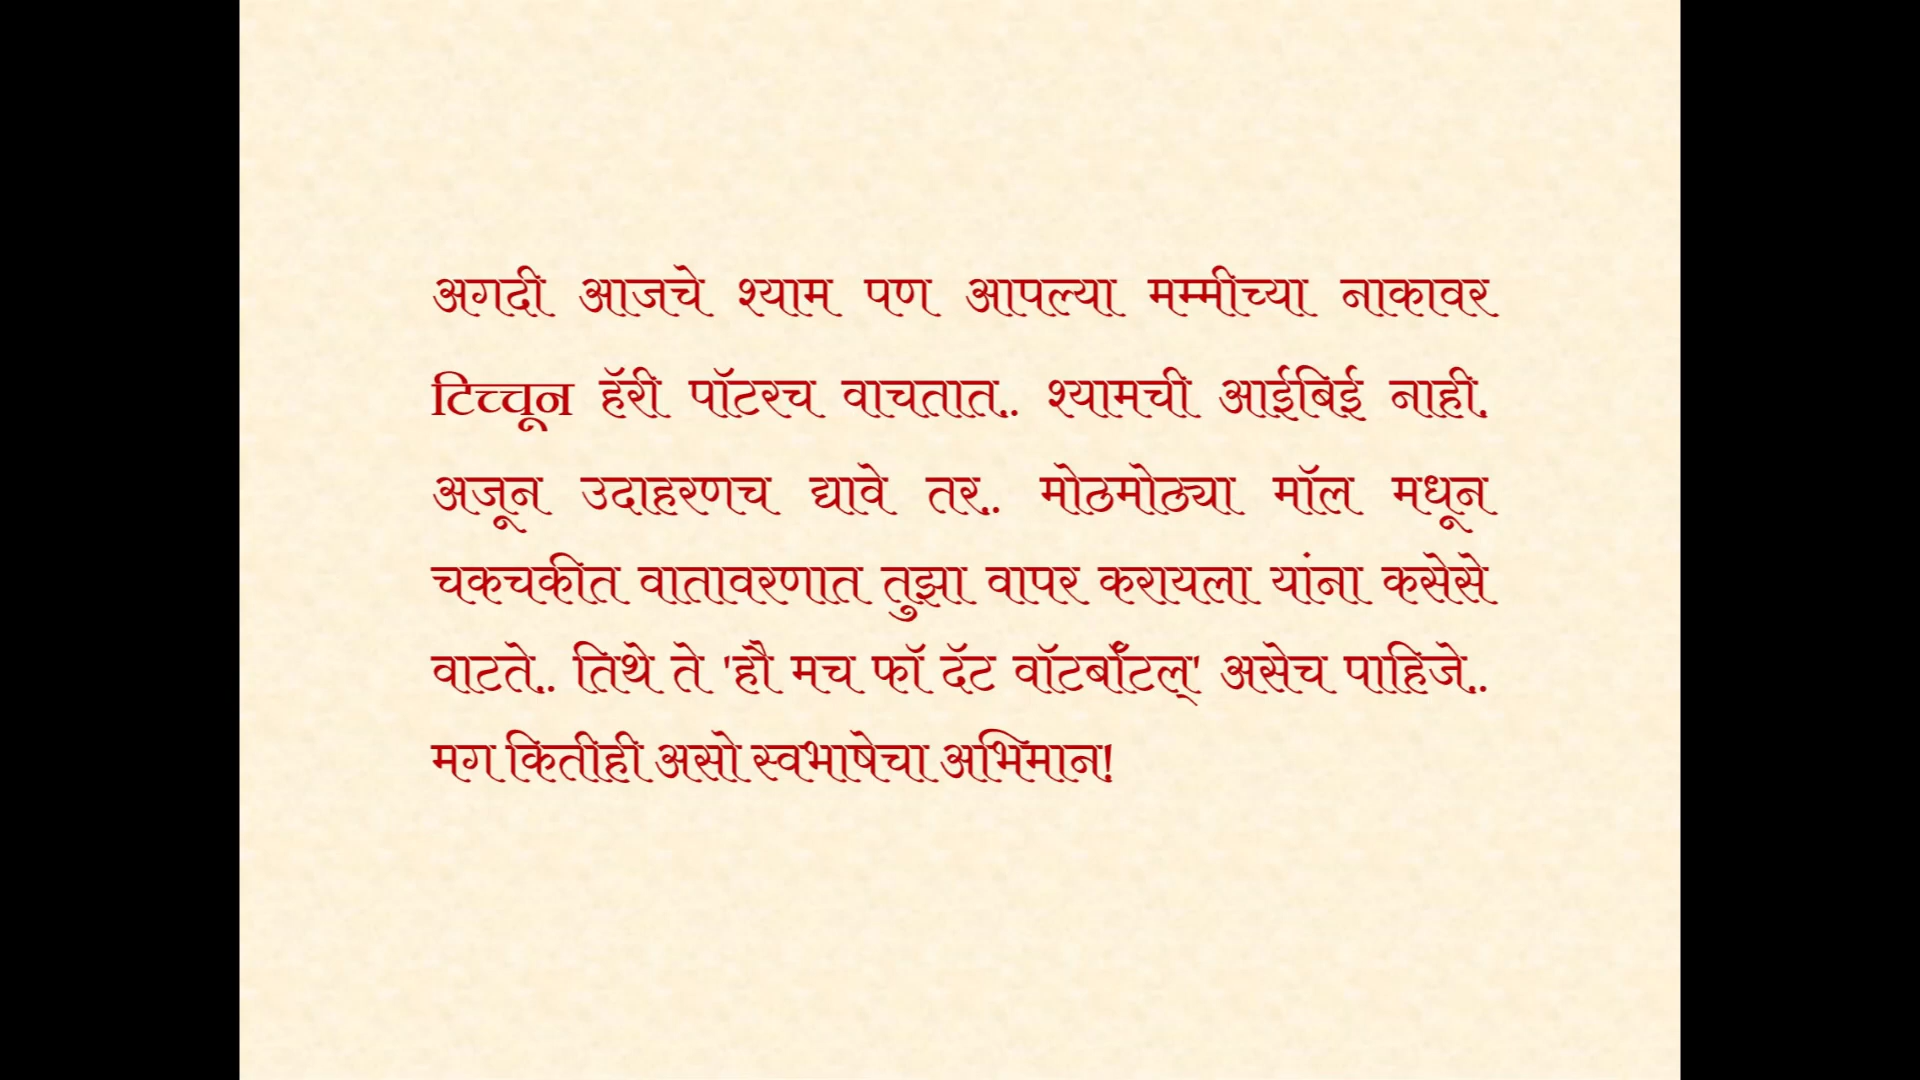 अगदी आजचे श्याम पण आपल्या मम्मीच्या नाकावर
टिच्चून हॅरी पॉटरच वाचतात.. श्यामची आईबिई नाही.
अजून उदाहरणच द्यावे तर.. मोठमोठ्या मॉल मधून
चकचकीत वातावरणात तुझा वापर करायला यांना कसेसे
वाटते.. तिथे ते 'हौ मच फॉ दॅट वॉटर्बॉटल्' असेच पाहिजे..
मग कितीही असो स्वभाषेचा अभिमान!